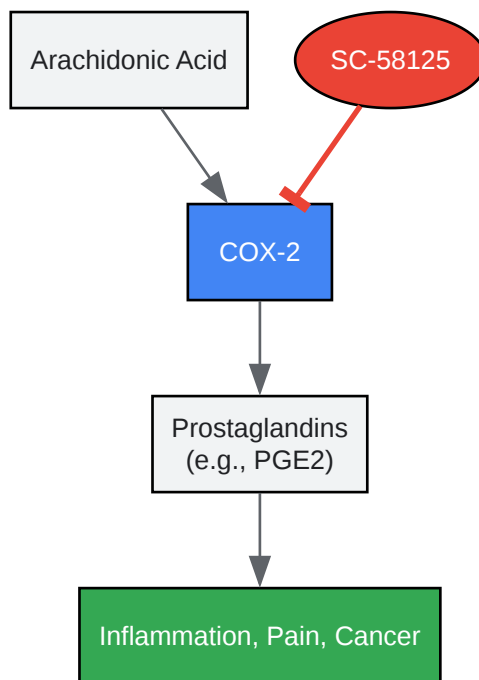 Arachidonic Acid
SC-58125
COX-2
Prostaglandins
(e.g., PGE2)
Inflammation, Pain, Cancer